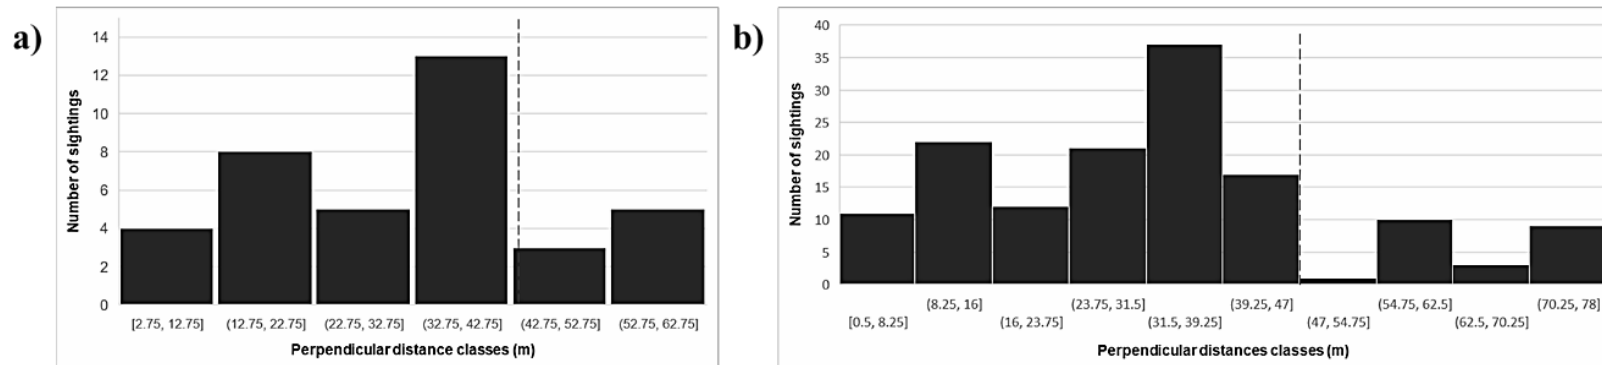 a)
Number of sightings
14
12
10
8
6
4
2
0
[2.75, 12.75] (12.75, 22.75] (22.75, 32.75] (32.75, 42.75] (42.75, 52.75] (52.75, 62.75]
Perpendicular distance classes (m)
b)
Number of sightings
40
35
30
25
20
15
10
5
0
(8.25, 16] (23.75, 31.5] (39.25, 47] (54.75, 62.5] (70.25, 78]
[0.5, 8.25] (16, 23.75] (31.5, 39.25] (47, 54.75] (62.5, 70.25]
Perpendicular distances classes (m)